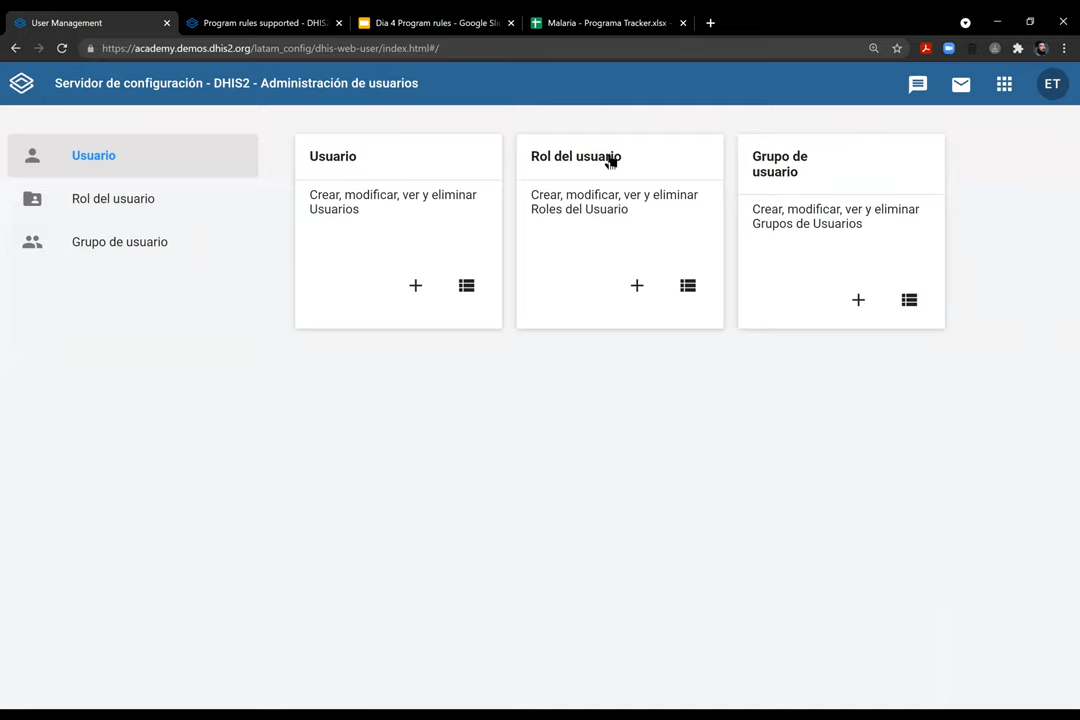 User Management
Program rules supported - DHIS2
Dia 4 Program rules - Google Sli
Malaria - Programa Tracker.xlsx -
https://academy.demos.dhis2.org/latam_config/dhis-web-user/index.html#/
Servidor de configuración - DHIS2 - Administración de usuarios
ET
Usuario
Rol del usuario
Grupo de usuario
Usuario
Crear, modificar, ver y eliminar
Usuarios
Rol del usuario
Crear, modificar, ver y eliminar
Roles del Usuario
Grupo de
usuario
Crear, modificar, ver y eliminar
Grupos de Usuarios